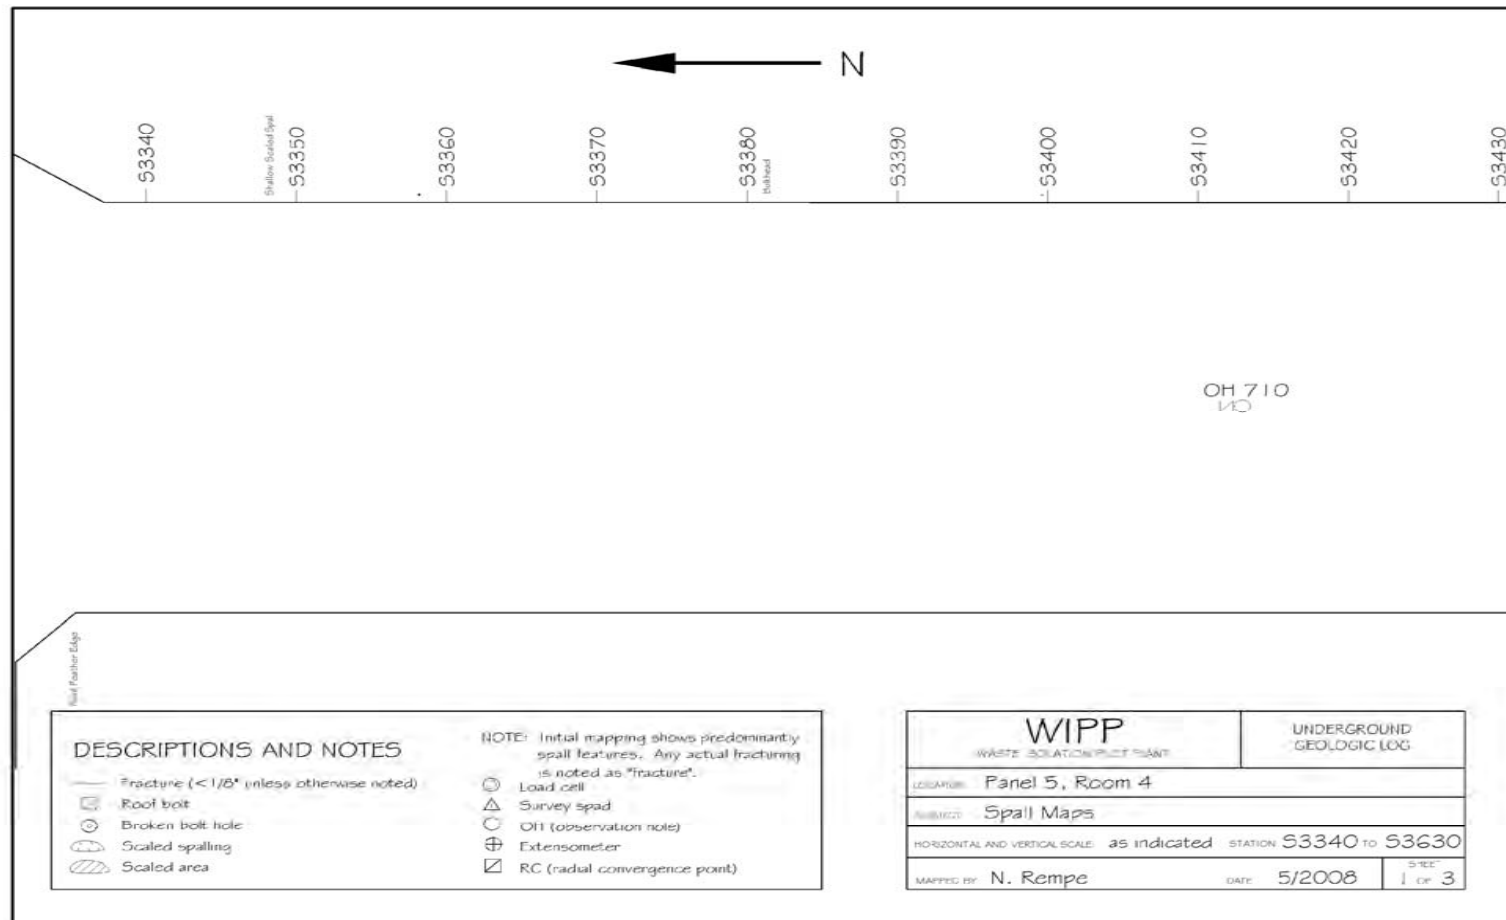 N
S3340
Shallow Scaled Spal
S3350
S3360
S3370
S3380
Bulkhead
S3390
S3400
S3410
S3420
S3430
OH 710
Feather Edge
DESCRIPTIONS AND NOTES
Fracture (<1/8" unless otherwise noted)
Roof bolt
Broken bolt hole
Scaled spalling
Scaled area
NOTE: Initial mapping shows predominantly
spall features. Any actual fracturing
is noted as "fracture".
Load cell
Survey spad
OH (observation hole)
Extensometer
RC (radial convergence point)
WIPP
WASTE ISOLATION PILOT PLANT
UNDERGROUND
GEOLOGIC LOG
LOCATION: Panel 5, Room 4
Spall Maps
HORIZONTAL AND VERTICAL SCALE: as indicated STATION S3340 TO S3630
MAPPED BY N. Rempe DATE 5/2008
SHEET
1 OF 3